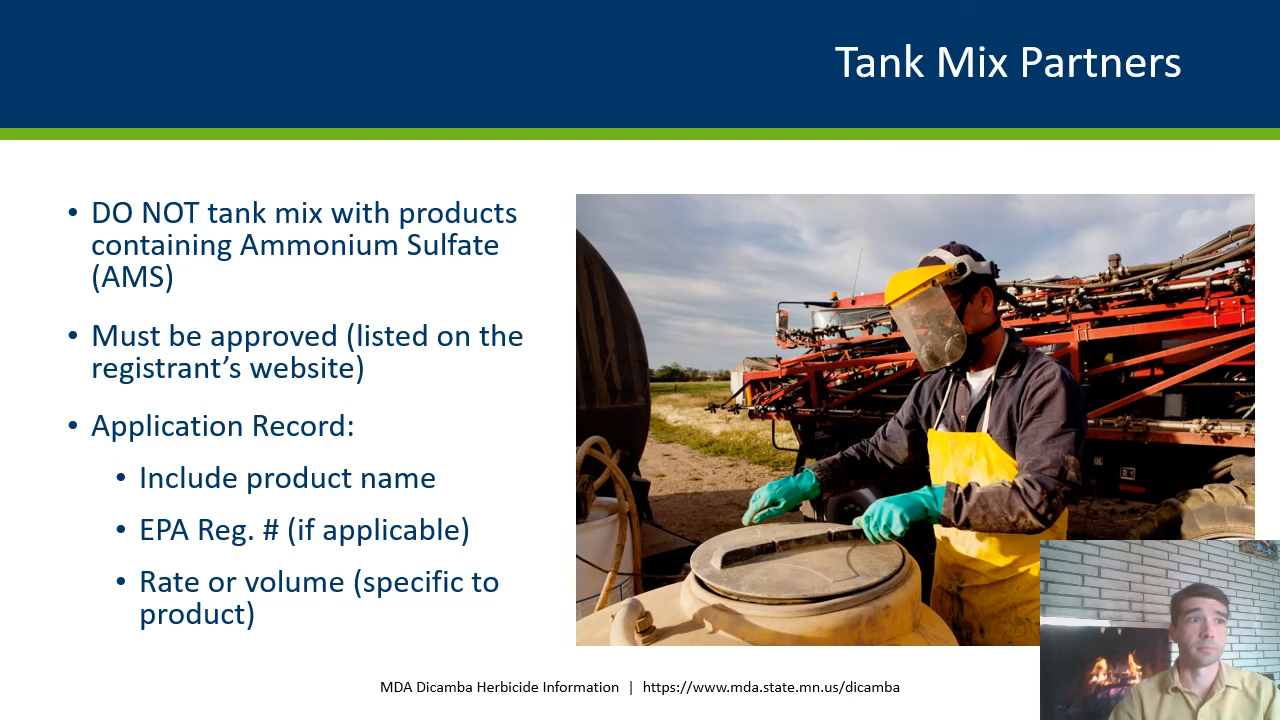 Tank Mix Partners
• DO NOT tank mix with products
containing Ammonium Sulfate
(AMS)
• Must be approved (listed on the
registrant’s website)
• Application Record:
• Include product name
• EPA Reg. # (if applicable)
• Rate or volume (specific to
product)
MDA Dicamba Herbicide Information | https://www.mda.state.mn.us/dicamba